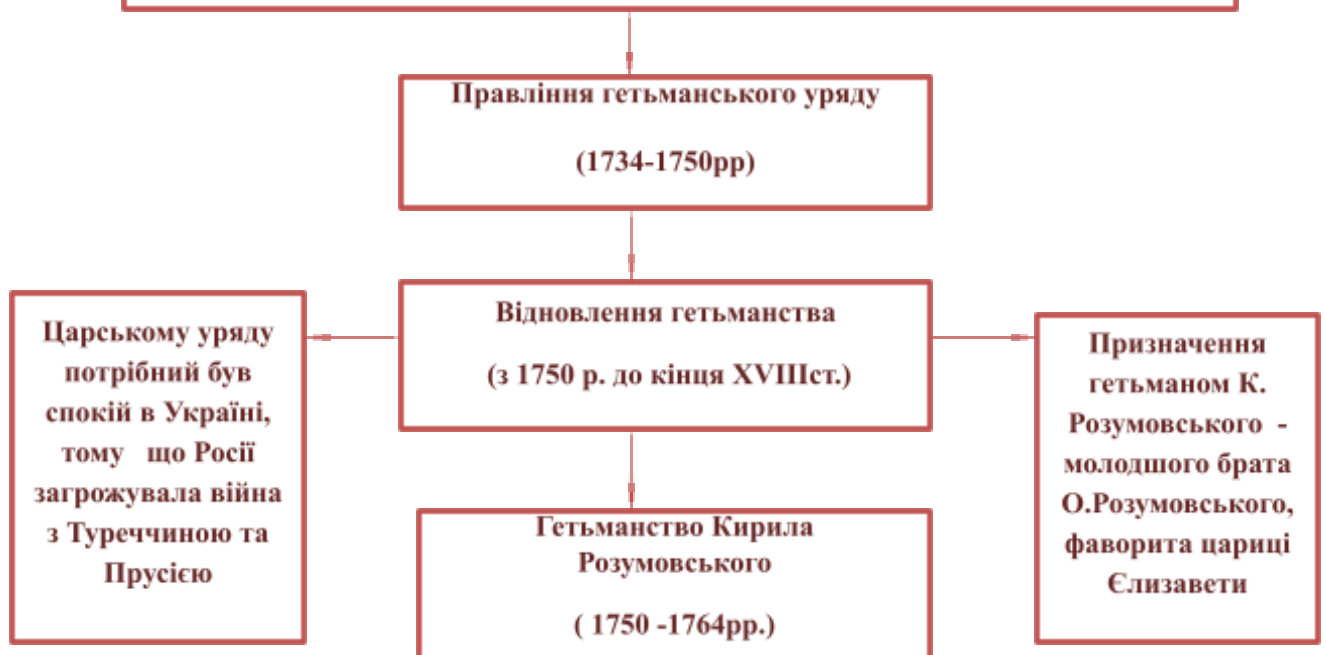 Правління гетьманського уряду
(1734-1750рр)
Відновлення гетьманства
(з 1750 р. до кінця XVIIIст.)
Царському уряду
потрібний був
спокій в Україні,
тому що Росії
загрожувала війна
з Туреччиною та
Прусією
Призначення
гетьманом К.
Розумовського -
молодшого брата
О.Розумовського,
фаворита цариці
Єлизавети
Гетьманство Кирила
Розумовського
( 1750 -1764рр.)